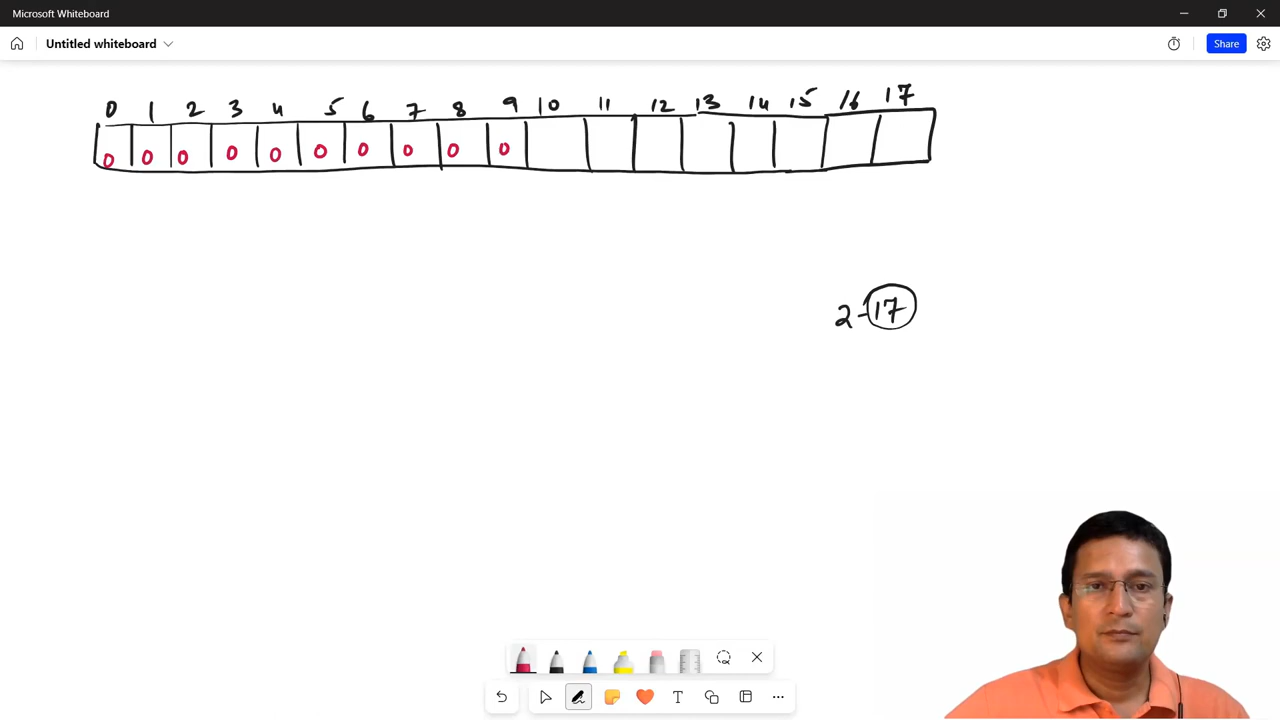 Microsoft Whiteboard
Untitled whiteboard
Share
0 1 2 3 4 5 6 7 8 9 10 11 12 13 14 15 16 17
0 0 0 0 0 0 0 0 0 0
2-17
T